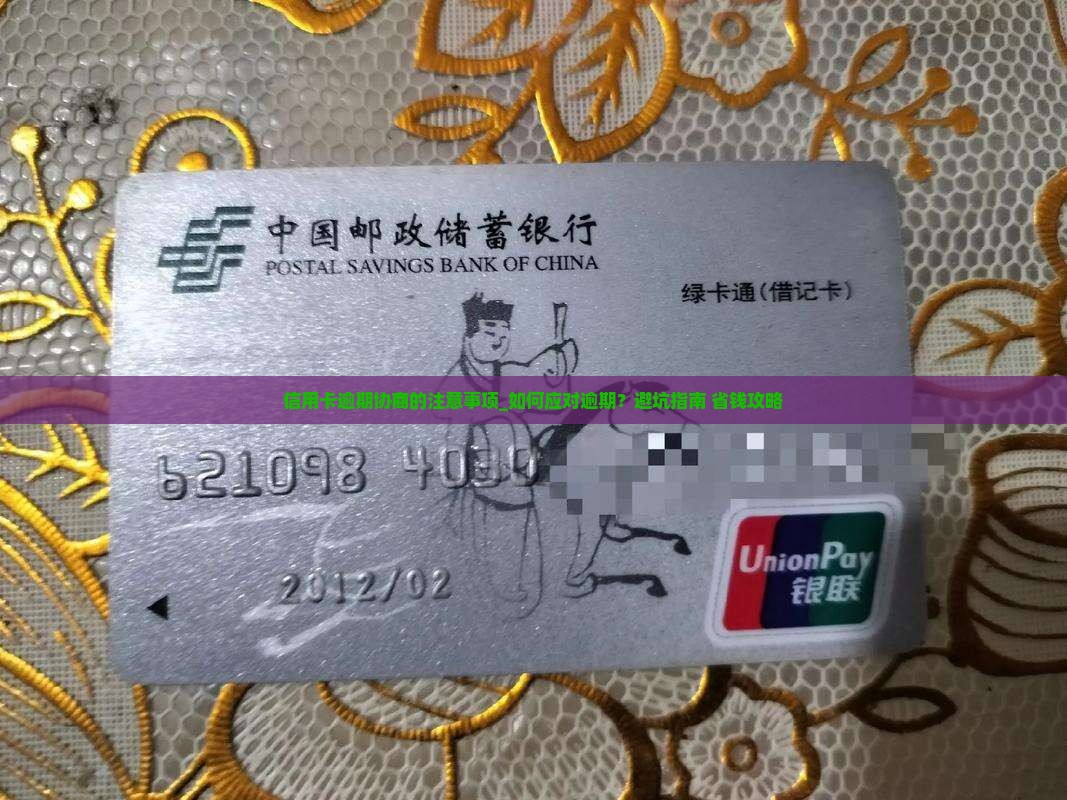 中国邮政储蓄银行
POSTAL SAVINGS BANK OF CHINA
绿卡通(借记卡)
信用卡逾期协商的注意事项_如何应对逾期？避坑指南 省钱攻略
621098 4030
2012/02
UnionPay
银联